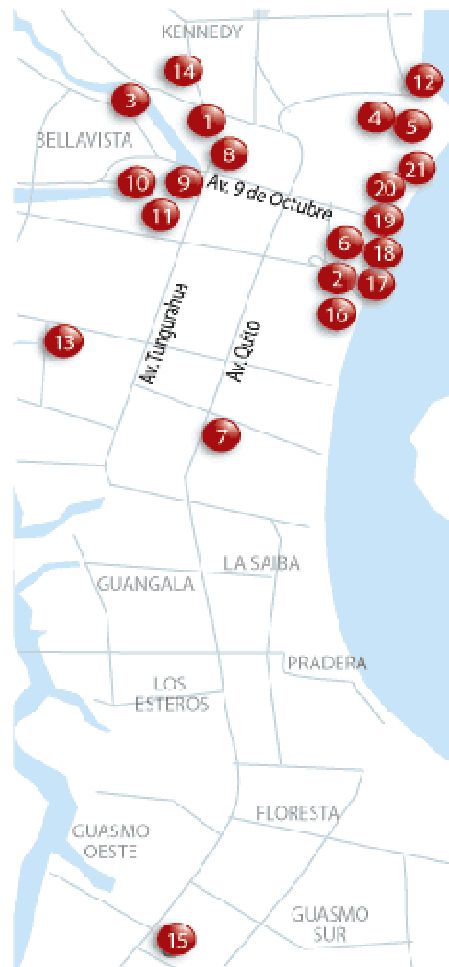 KENNEDY
14
12
3
1
4
5
BELLAVISTA
8
21
10
9
Av. 9 de Octubre
20
11
19
6
18
2
17
16
Av. Tungurahua
Av. Quito
13
7
LA SAIBA
GUANGALA
PRADERA
LOS
ESTEROS
FLORESTA
GUASMO
OESTE
GUASMO
SUR
15